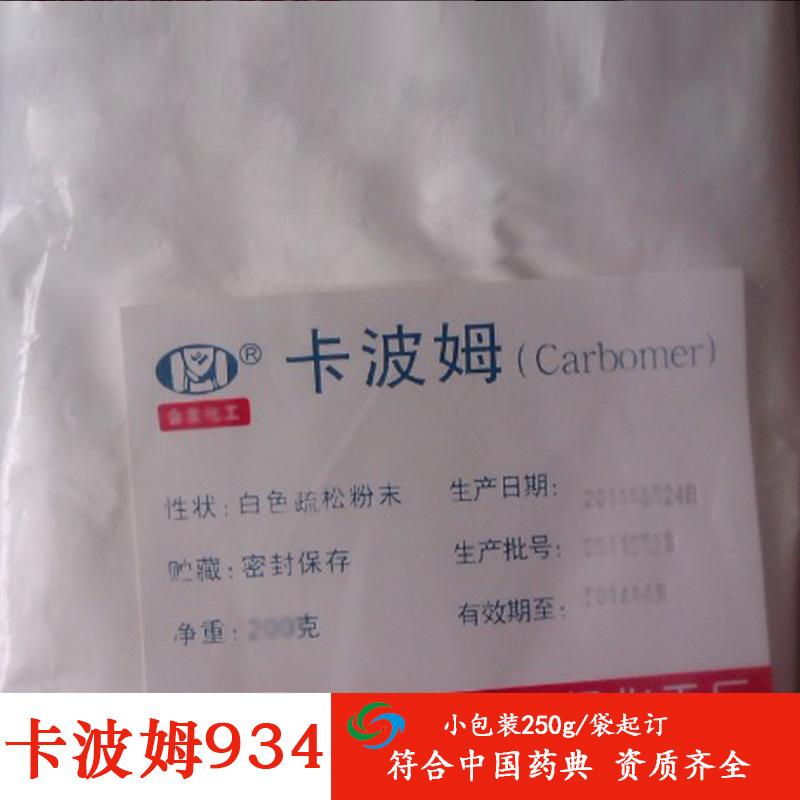 ® 卡波姆(Carbomer)
性状:白色疏松粉末
生产日期:
贮藏:密封保存
生产批号:
净重: 克
有效期至:
卡波姆934
小包装250g/袋起订
符合中国药典 资质齐全